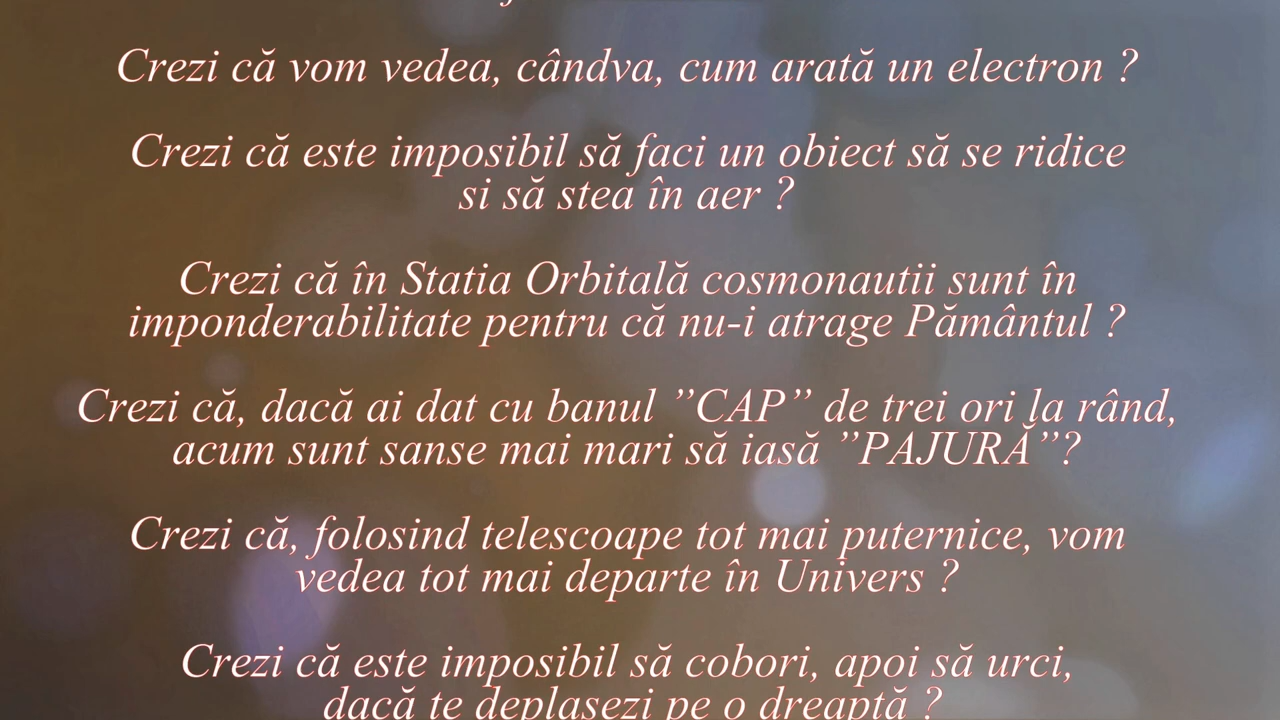 Crezi că vom vedea, cândva, cum arată un electron ?
Crezi că este imposibil să faci un obiect să se ridice
si să stea în aer ?
Crezi că în Statia Orbitală cosmonautii sunt în
imponderabilitate pentru că nu-i atrage Pământul ?
Crezi că, dacă ai dat cu banul ”CAP” de trei ori la rând,
acum sunt sanse mai mari să iasă ”PAJURĂ”?
Crezi că, folosind telescoape tot mai puternice, vom
vedea tot mai departe în Univers ?
Crezi că este imposibil să cobori, apoi să urci,
dacă te deplasezi pe o dreaptă ?